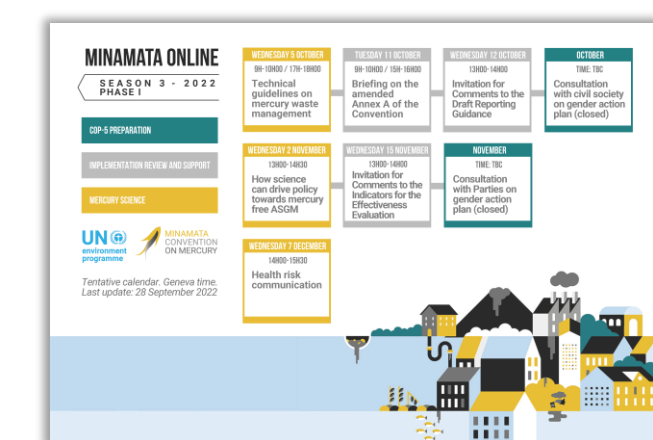 MINAMATA ONLINE
SEASON 3 - 2022
PHASE I
COP-5 PREPARATION
IMPLEMENTATION REVIEW AND SUPPORT
MERCURY SCIENCE
UN
environment
programme
MINAMATA
CONVENTION
ON MERCURY
Tentative calendar. Geneva time.
Last update: 28 September 2022
WEDNESDAY 5 OCTOBER
9H-10H00 / 17H-18H00
Technical
guidelines on
mercury waste
management
TUESDAY 11 OCTOBER
9H-10H00 / 15H-16H00
Briefing on the
amended
Annex A of the
Convention
WEDNESDAY 12 OCTOBER
13H00-14H00
Invitation for
Comments to the
Draft Reporting
Guidance
OCTOBER
TIME: TBC
Consultation
with civil society
on gender action
plan (closed)
WEDNESDAY 2 NOVEMBER
13H00-14H30
How science
can drive policy
towards mercury
free ASGM
WEDNESDAY 15 NOVEMBER
13H00-14H00
Invitation for
Comments to the
Indicators for the
Effectiveness
Evaluation
NOVEMBER
TIME: TBC
Consultation
with Parties on
gender action
plan (closed)
WEDNESDAY 7 DECEMBER
14H00-15H30
Health risk
communication